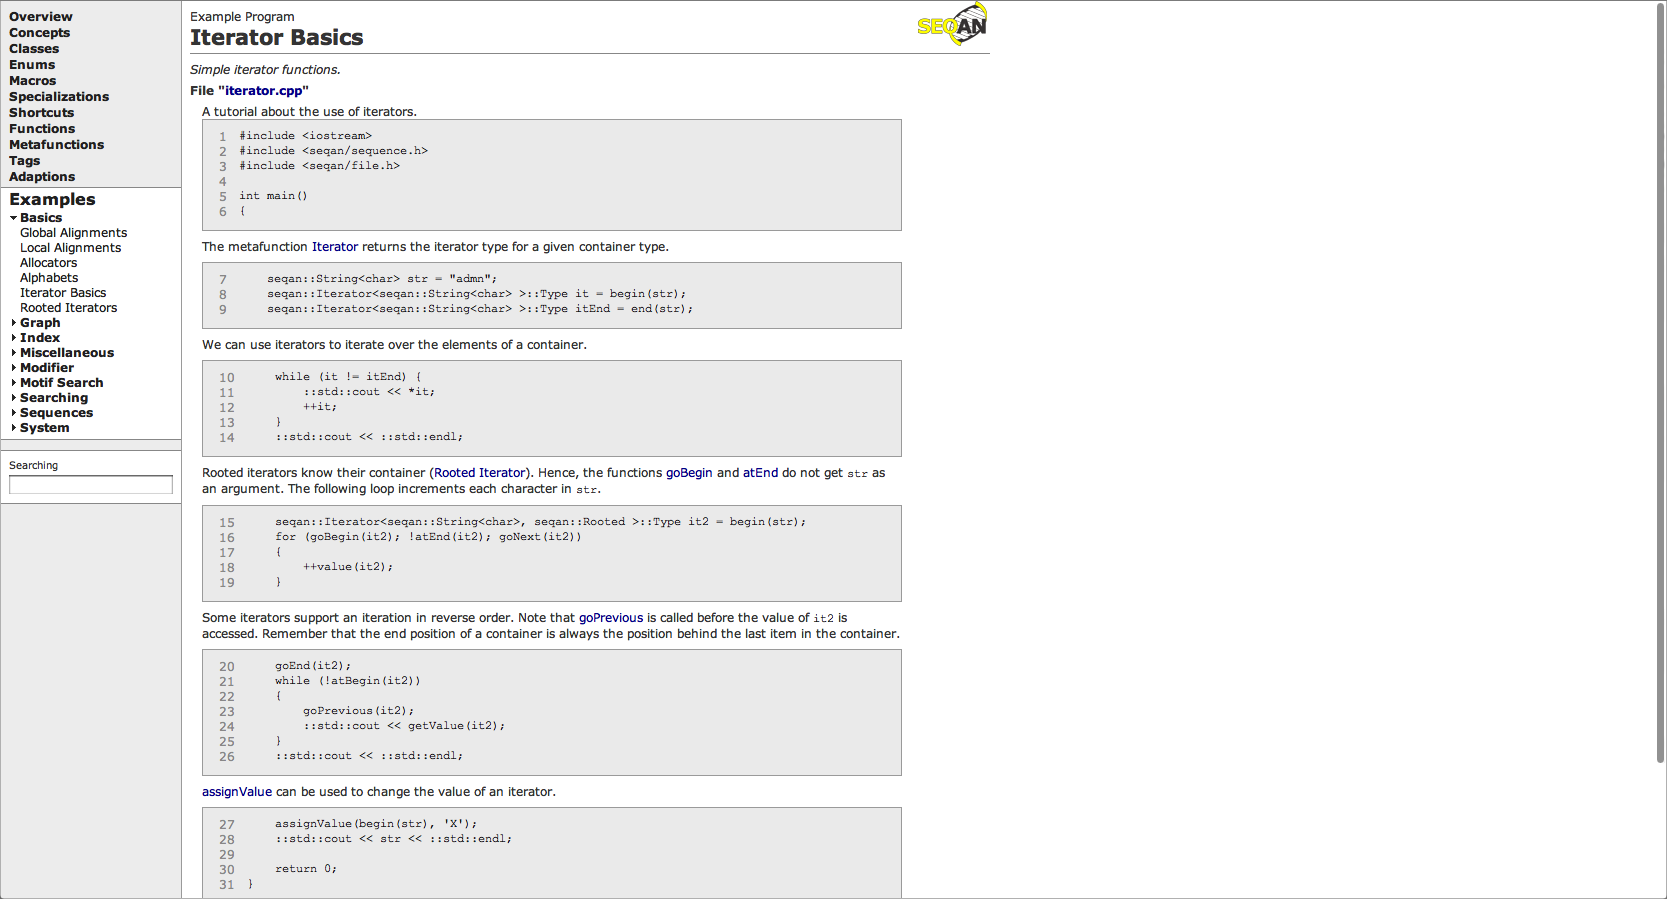 Overview
Concepts
Classes
Enums
Macros
Specializations
Shortcuts
Functions
Metafunctions
Tags
Adaptions
Examples
Basics
Global Alignments
Local Alignments
Allocators
Alphabets
Iterator Basics
Rooted Iterators
Graph
Index
Miscellaneous
Modifier
Motif Search
Searching
Sequences
System
Searching
Example Program
Iterator Basics
SEQAN
Simple iterator functions.
File "iterator.cpp"
A tutorial about the use of iterators.
1 #include <iostream>
2 #include <seqan/sequence.h>
3 #include <seqan/file.h>
4
5 int main()
6 {
The metafunction Iterator returns the iterator type for a given container type.
7     seqan::String<char> str = "admn";
8     seqan::Iterator<seqan::String<char> >::Type it = begin(str);
9     seqan::Iterator<seqan::String<char> >::Type itEnd = end(str);
We can use iterators to iterate over the elements of a container.
10     while (it != itEnd) {
11         ::std::cout << *it;
12         ++it;
13     }
14     ::std::cout << ::std::endl;
Rooted iterators know their container (Rooted Iterator). Hence, the functions goBegin and atEnd do not get str as
an argument. The following loop increments each character in str.
15     seqan::Iterator<seqan::String<char>, seqan::Rooted >::Type it2 = begin(str);
16     for (goBegin(it2); !atEnd(it2); goNext(it2))
17     {
18         ++value(it2);
19     }
Some iterators support an iteration in reverse order. Note that goPrevious is called before the value of it2 is
accessed. Remember that the end position of a container is always the position behind the last item in the container.
20     goEnd(it2);
21     while (!atBegin(it2))
22     {
23         goPrevious(it2);
24         ::std::cout << getValue(it2);
25     }
26     ::std::cout << ::std::endl;
assignValue can be used to change the value of an iterator.
27     assignValue(begin(str), 'X');
28     ::std::cout << str << ::std::endl;
29
30     return 0;
31 }